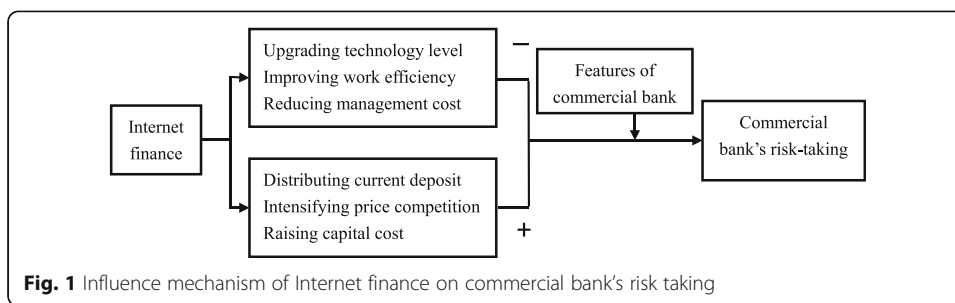 Internet
finance
Upgrading technology level
Improving work efficiency
Reducing management cost
−
Distributing current deposit
Intensifying price competition
Raising capital cost
+
Features of
commercial bank
Commercial
bank's risk-taking
Fig. 1 Influence mechanism of Internet finance on commercial bank's risk taking